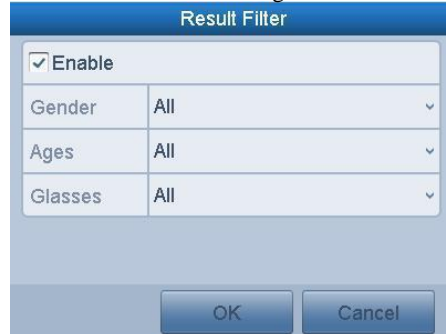 Result Filter
Enable
Gender All
Ages All
Glasses All
OK Cancel